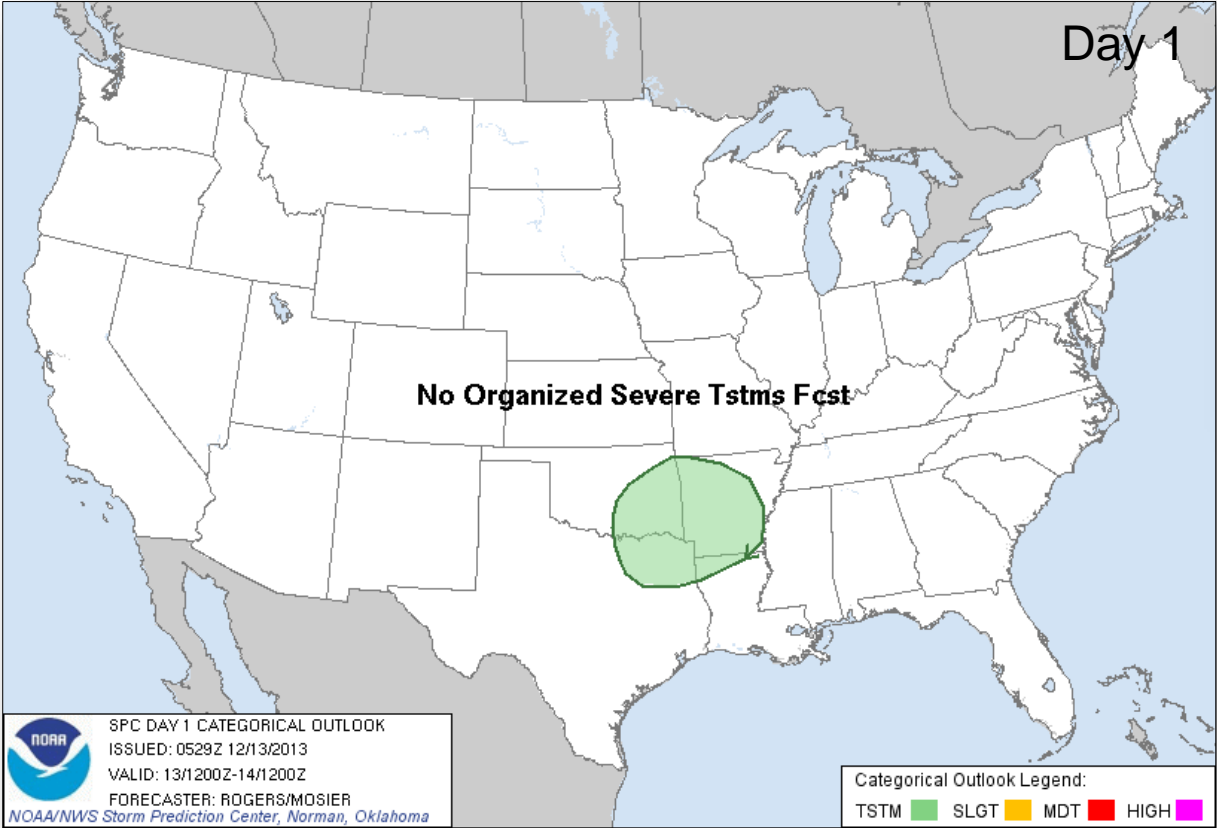 Day 1
No Organized Severe Tstms Fcst
NOAA
SPC DAY 1 CATEGORICAL OUTLOOK
ISSUED: 0529Z 12/13/2013
VALID: 13/1200Z-14/1200Z
FORECASTER: ROGERS/MOSIER
NOAA/NWS Storm Prediction Center, Norman, Oklahoma
Categorical Outlook Legend:
TSTM SLGT MDT HIGH